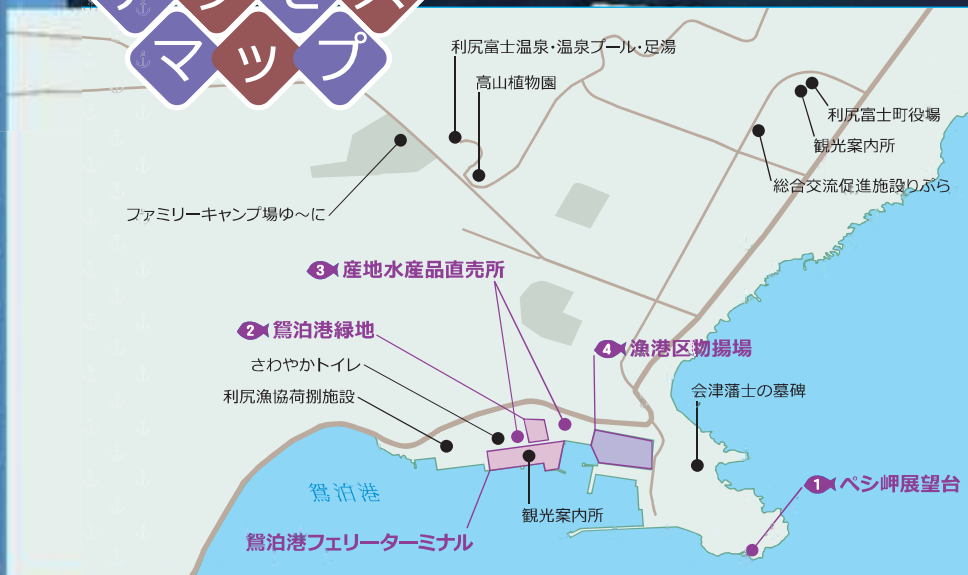 マップ
利尻富士温泉・温泉プール・足湯
高山植物園
利尻富士町役場
観光案内所
総合交流促進施設りぷら
ファミリーキャンプ場ゆ〜に
3 産地水産品直売所
2 鴛泊港緑地
4 漁港区物揚場
さわやかトイレ
利尻漁協荷捌施設
会津藩士の墓碑
1 ペシ岬展望台
鴛泊港
観光案内所
鴛泊港フェリーターミナル